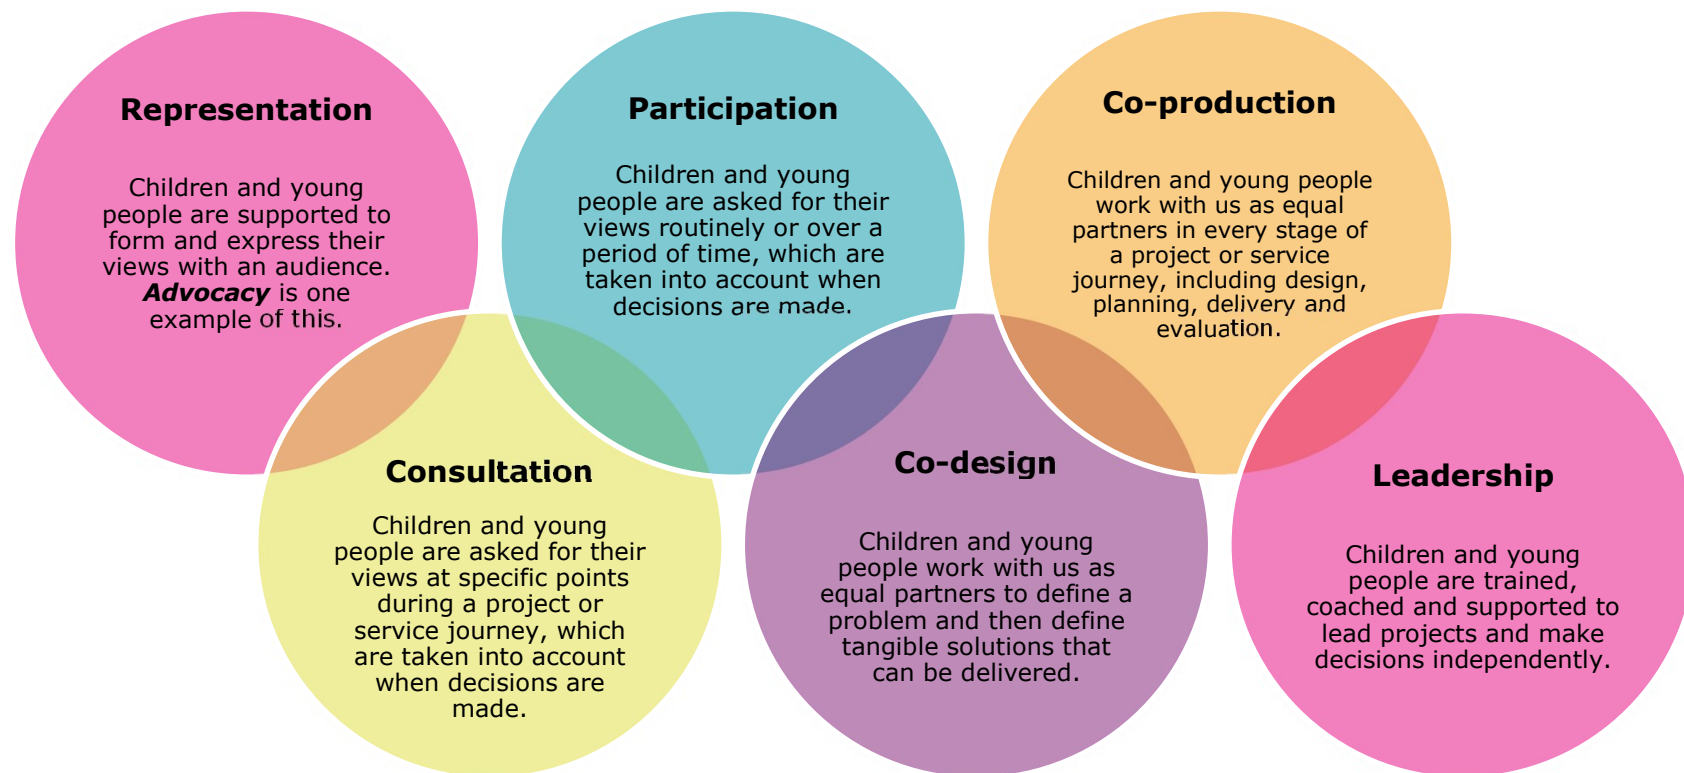 Representation
Children and young
people are supported to
form and express their
views with an audience.
Advocacy is one
example of this.
Consultation
Children and young
people are asked for their
views at specific points
during a project or
service journey, which
are taken into account
when decisions are
made.
Participation
Children and young
people are asked for their
views routinely or over a
period of time, which are
taken into account when
decisions are made.
Co-design
Children and young
people work with us as
equal partners to define a
problem and then define
tangible solutions that
can be delivered.
Co-production
Children and young people
work with us as equal
partners in every stage of
a project or service
journey, including design,
planning, delivery and
evaluation.
Leadership
Children and young
people are trained,
coached and supported to
lead projects and make
decisions independently.